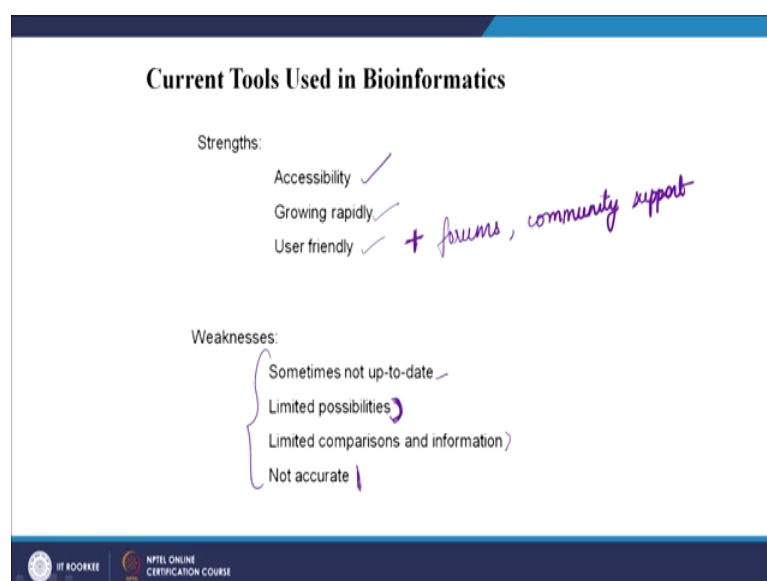 Current Tools Used in Bioinformatics
Strengths:
Accessibility
Growing rapidly
User friendly + forums, community support
Weaknesses:
Sometimes not up-to-date
Limited possibilities
Limited comparisons and information
Not accurate
IIT ROORKEE
NPTEL ONLINE
CERTIFICATION COURSE